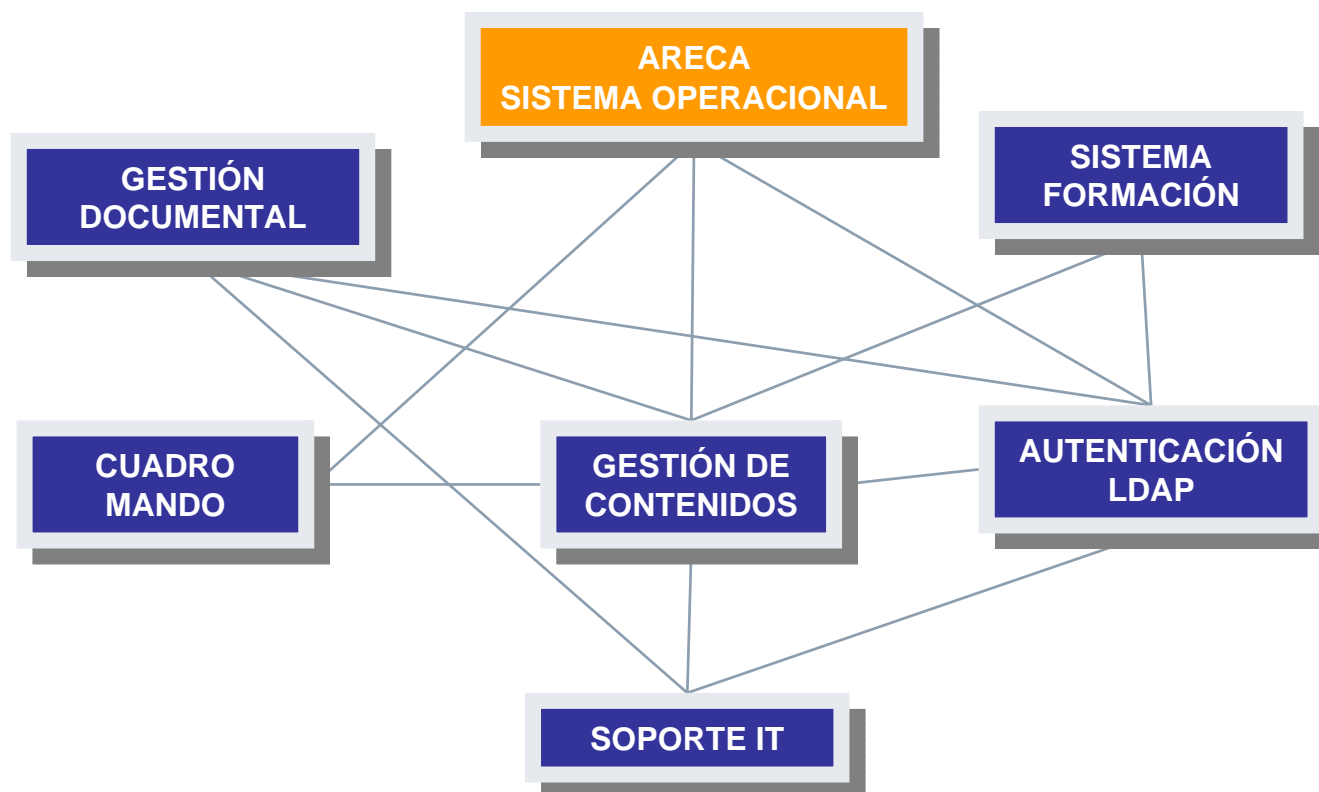 ARECA
SISTEMA OPERACIONAL
GESTIÓN
DOCUMENTAL
SISTEMA
FORMACIÓN
CUADRO
MANDO
GESTIÓN DE
CONTENIDOS
AUTENTICACIÓN
LDAP
SOPORTE IT